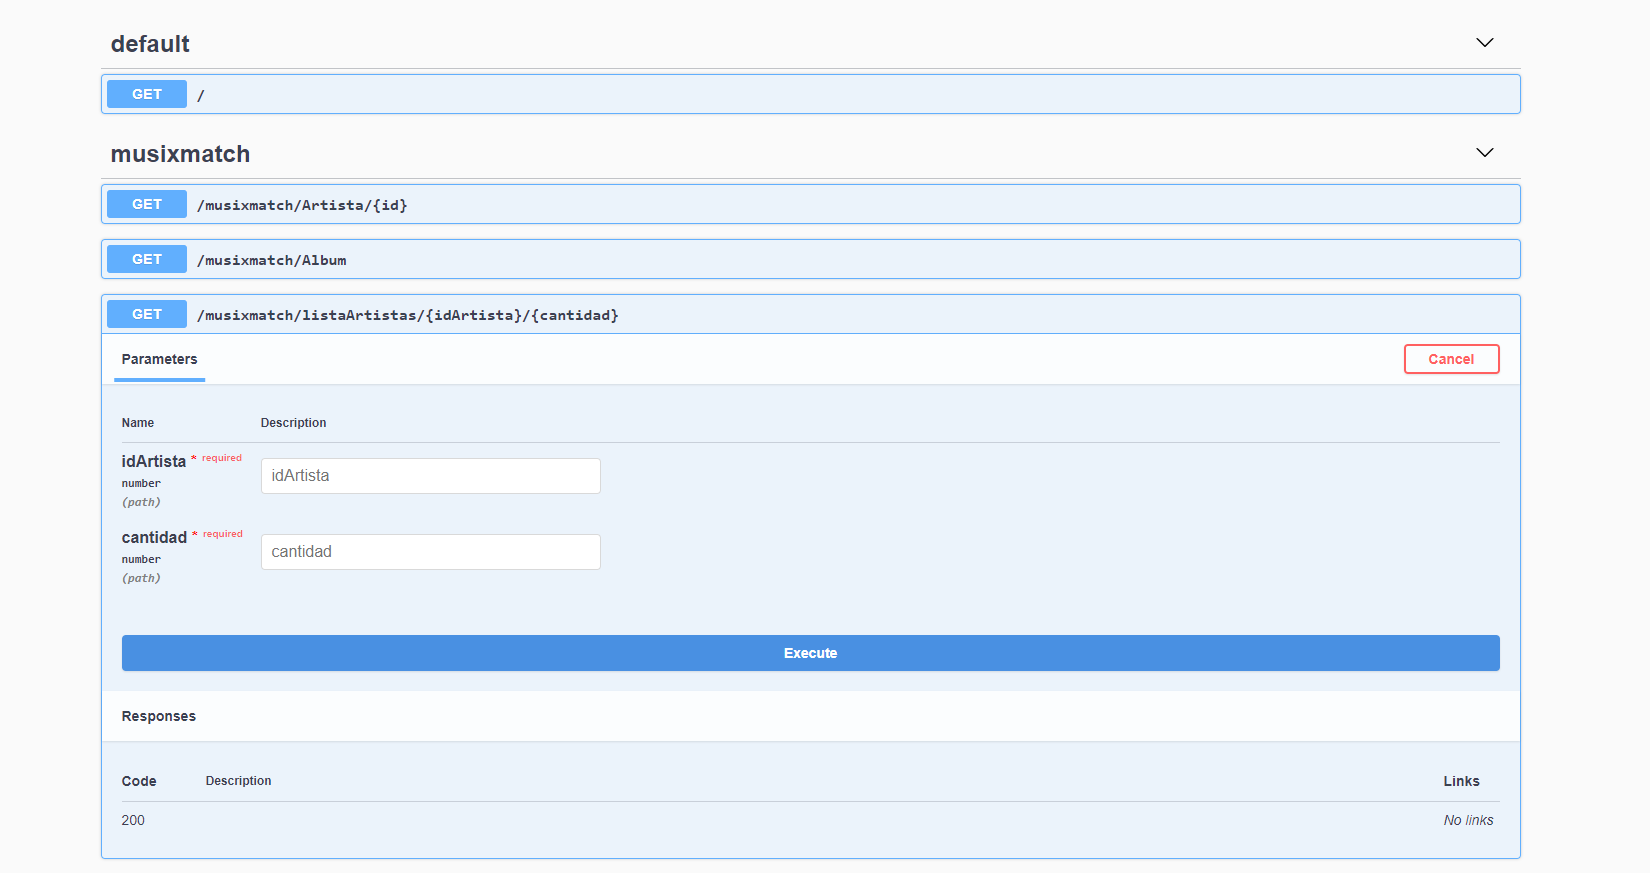 default
GET /
musixmatch
GET /musixmatch/Artista/{id}
GET /musixmatch/Album
GET /musixmatch/listaArtistas/{idArtista}/{cantidad}
Parameters Cancel
Name Description
idArtista * required
number
(path)
idArtista
cantidad * required
number
(path)
cantidad
Execute
Responses
Code Description Links
200 No links